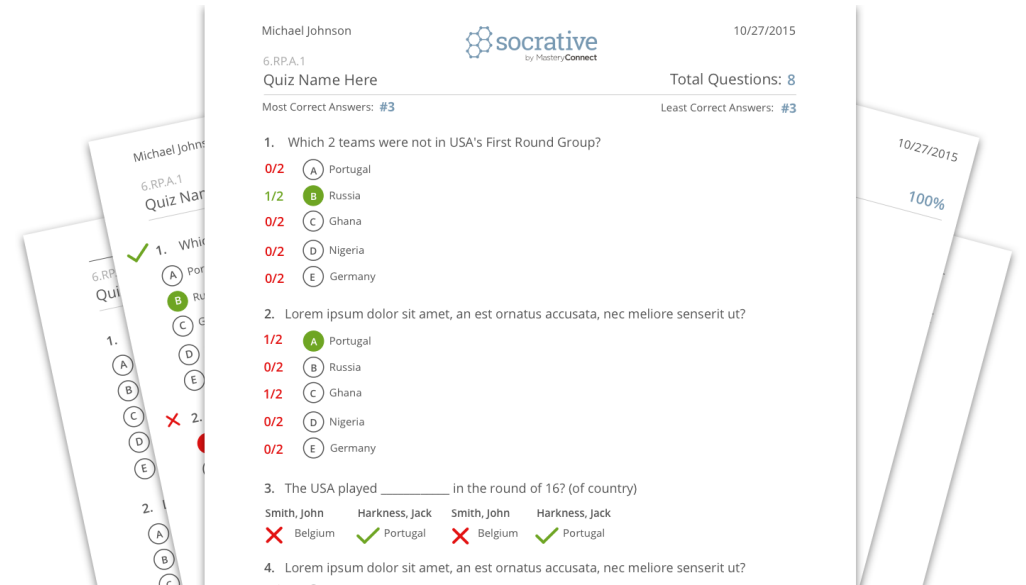 Michael Johnson
socrative
by MasteryConnect
10/27/2015
6.RP.A.1
Quiz Name Here
Total Questions: 8
Most Correct Answers: #3
Least Correct Answers: #3
1. Which 2 teams were not in USA's First Round Group?
0/2 A Portugal
1/2 B Russia
0/2 C Ghana
0/2 D Nigeria
0/2 E Germany
2. Lorem ipsum dolor sit amet, an est ornatus accusata, nec meliore senserit ut?
1/2 A Portugal
0/2 B Russia
1/2 C Ghana
0/2 D Nigeria
0/2 E Germany
3. The USA played __________ in the round of 16? (of country)
Smith, John Harkness, Jack Smith, John Harkness, Jack
Belgium Portugal Belgium Portugal
4. Lorem ipsum dolor sit amet, an est ornatus accusata, nec meliore senserit ut?
Michael
6.RP.A.1
Quiz
1.
A
B
C
D
E
2.
10/27/2015
100%
1.
A
B
C
D
E
2.
A
B
C